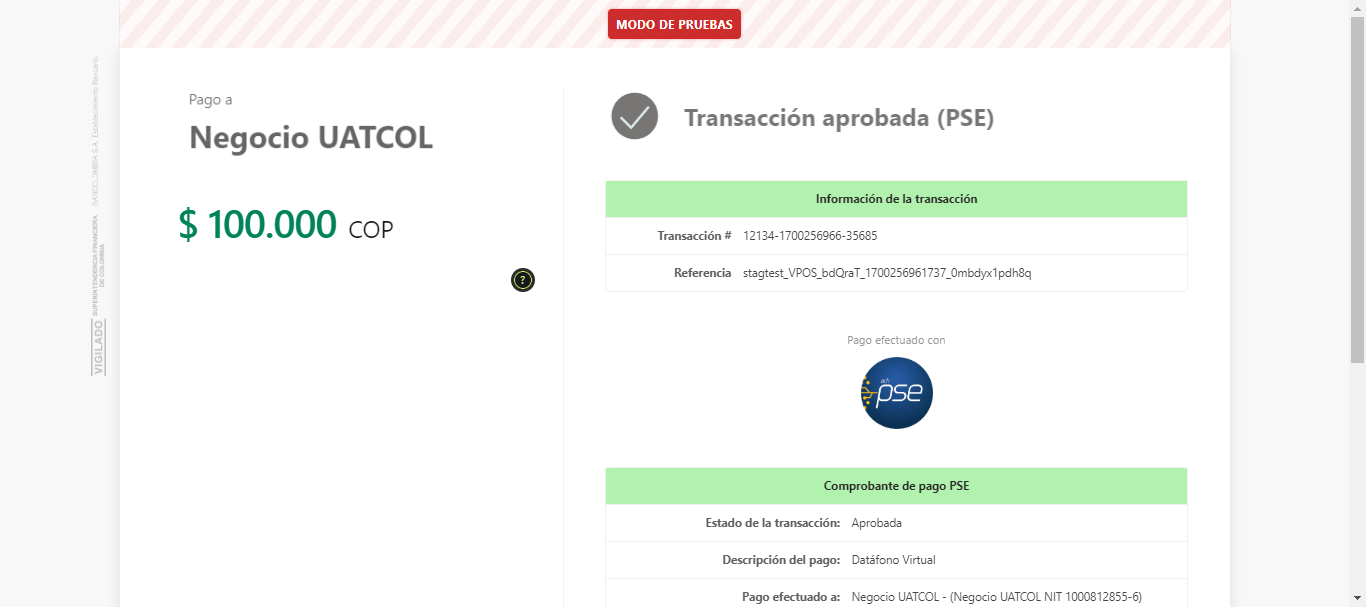 MODO DE PRUEBAS
VIGILADO SUPERINTENDENCIA FINANCIERA
DE COLOMBIA
BANCOLOMBIA S.A. Establecimiento Bancario.
Pago a
Negocio UATCOL
$ 100.000 COP
?
Transacción aprobada (PSE)
Información de la transacción
Transacción # 12134-1700256966-35685
Referencia stagtest_VPOS_bdQraT_1700256961737_0mbdyx1pdh8q
Pago efectuado con
ach
pse
Comprobante de pago PSE
Estado de la transacción: Aprobada
Descripción del pago: Datáfono Virtual
Pago efectuado a: Negocio UATCOL - (Negocio UATCOL NIT 1000812855-6)